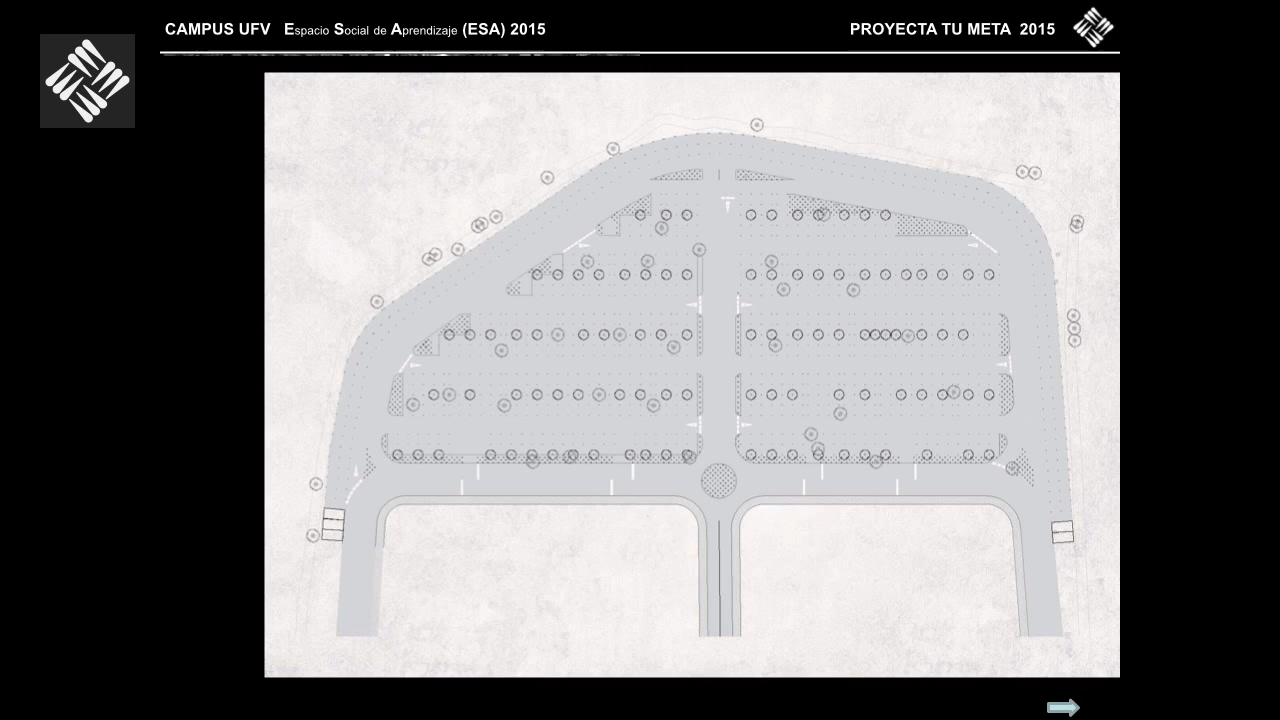 CAMPUS UFV Espacio Social de Aprendizaje (ESA) 2015
PROYECTA TU META 2015